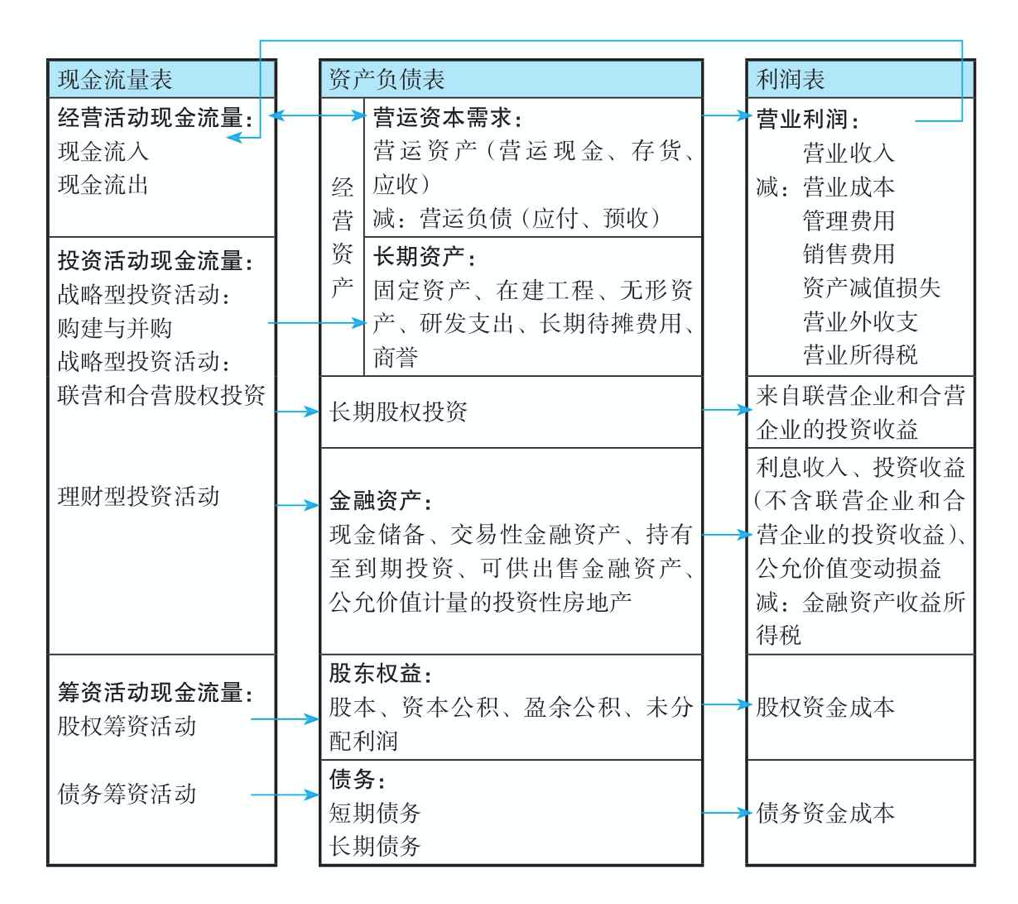 现金流量表
经营活动现金流量：
现金流入
现金流出
投资活动现金流量：
战略型投资活动：
购建与并购
战略型投资活动：
联营和合营股权投资
理财型投资活动
筹资活动现金流量：
股权筹资活动
债务筹资活动
资产负债表
经
营
资
产
营运资本需求：
营运资产（营运现金、存货、
应收）
减：营运负债（应付、预收）
长期资产：
固定资产、在建工程、无形资
产、研发支出、长期待摊费用、
商誉
长期股权投资
金融资产：
现金储备、交易性金融资产、持有
至到期投资、可供出售金融资产、
公允价值计量的投资性房地产
股东权益：
股本、资本公积、盈余公积、未分
配利润
债务：
短期债务
长期债务
利润表
营业利润：
营业收入
减：营业成本
管理费用
销售费用
资产减值损失
营业外收支
营业所得税
来自联营企业和合营
企业的投资收益
利息收入、投资收益
（不含联营企业和合
营企业的投资收益）、
公允价值变动损益
减：金融资产收益所
得税
股权资金成本
债务资金成本